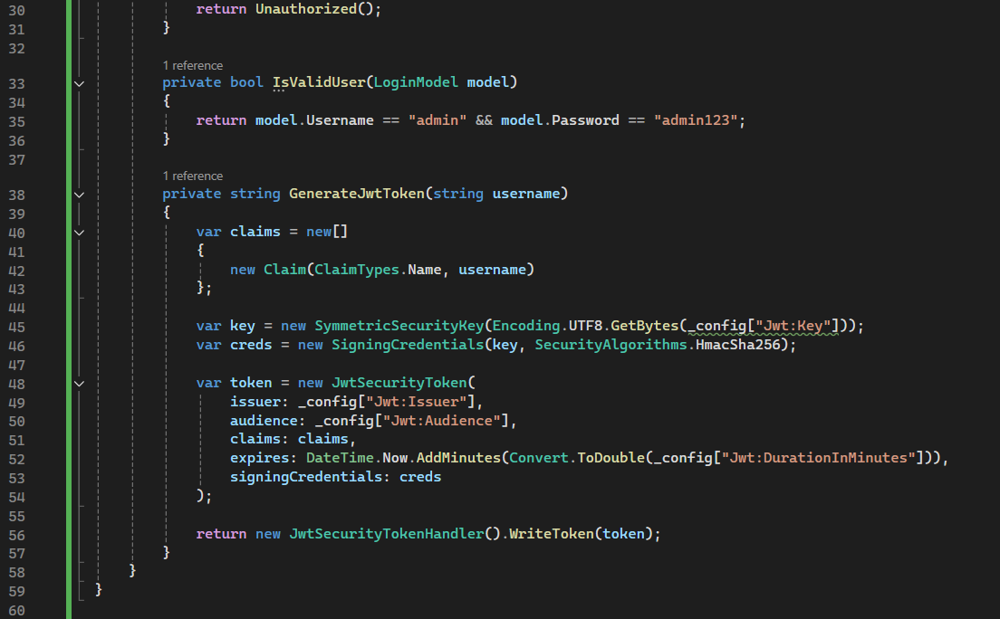 30 return Unauthorized();
31 }
32
1 reference
33 private bool IsValidUser(LoginModel model)
34 {
35 return model.Username == "admin" && model.Password == "admin123";
36 }
37
1 reference
38 private string GenerateJwtToken(string username)
39 {
40 var claims = new[]
41 {
42 new Claim(ClaimTypes.Name, username)
43 };
44
45 var key = new SymmetricSecurityKey(Encoding.UTF8.GetBytes(_config["Jwt:Key"]));
46 var creds = new SigningCredentials(key, SecurityAlgorithms.HmacSha256);
47
48 var token = new JwtSecurityToken(
49 issuer: _config["Jwt:Issuer"],
50 audience: _config["Jwt:Audience"],
51 claims: claims,
52 expires: DateTime.Now.AddMinutes(Convert.ToDouble(_config["Jwt:DurationInMinutes"])),
53 signingCredentials: creds
54 );
55
56 return new JwtSecurityTokenHandler().WriteToken(token);
57 }
58 }
59 }
60